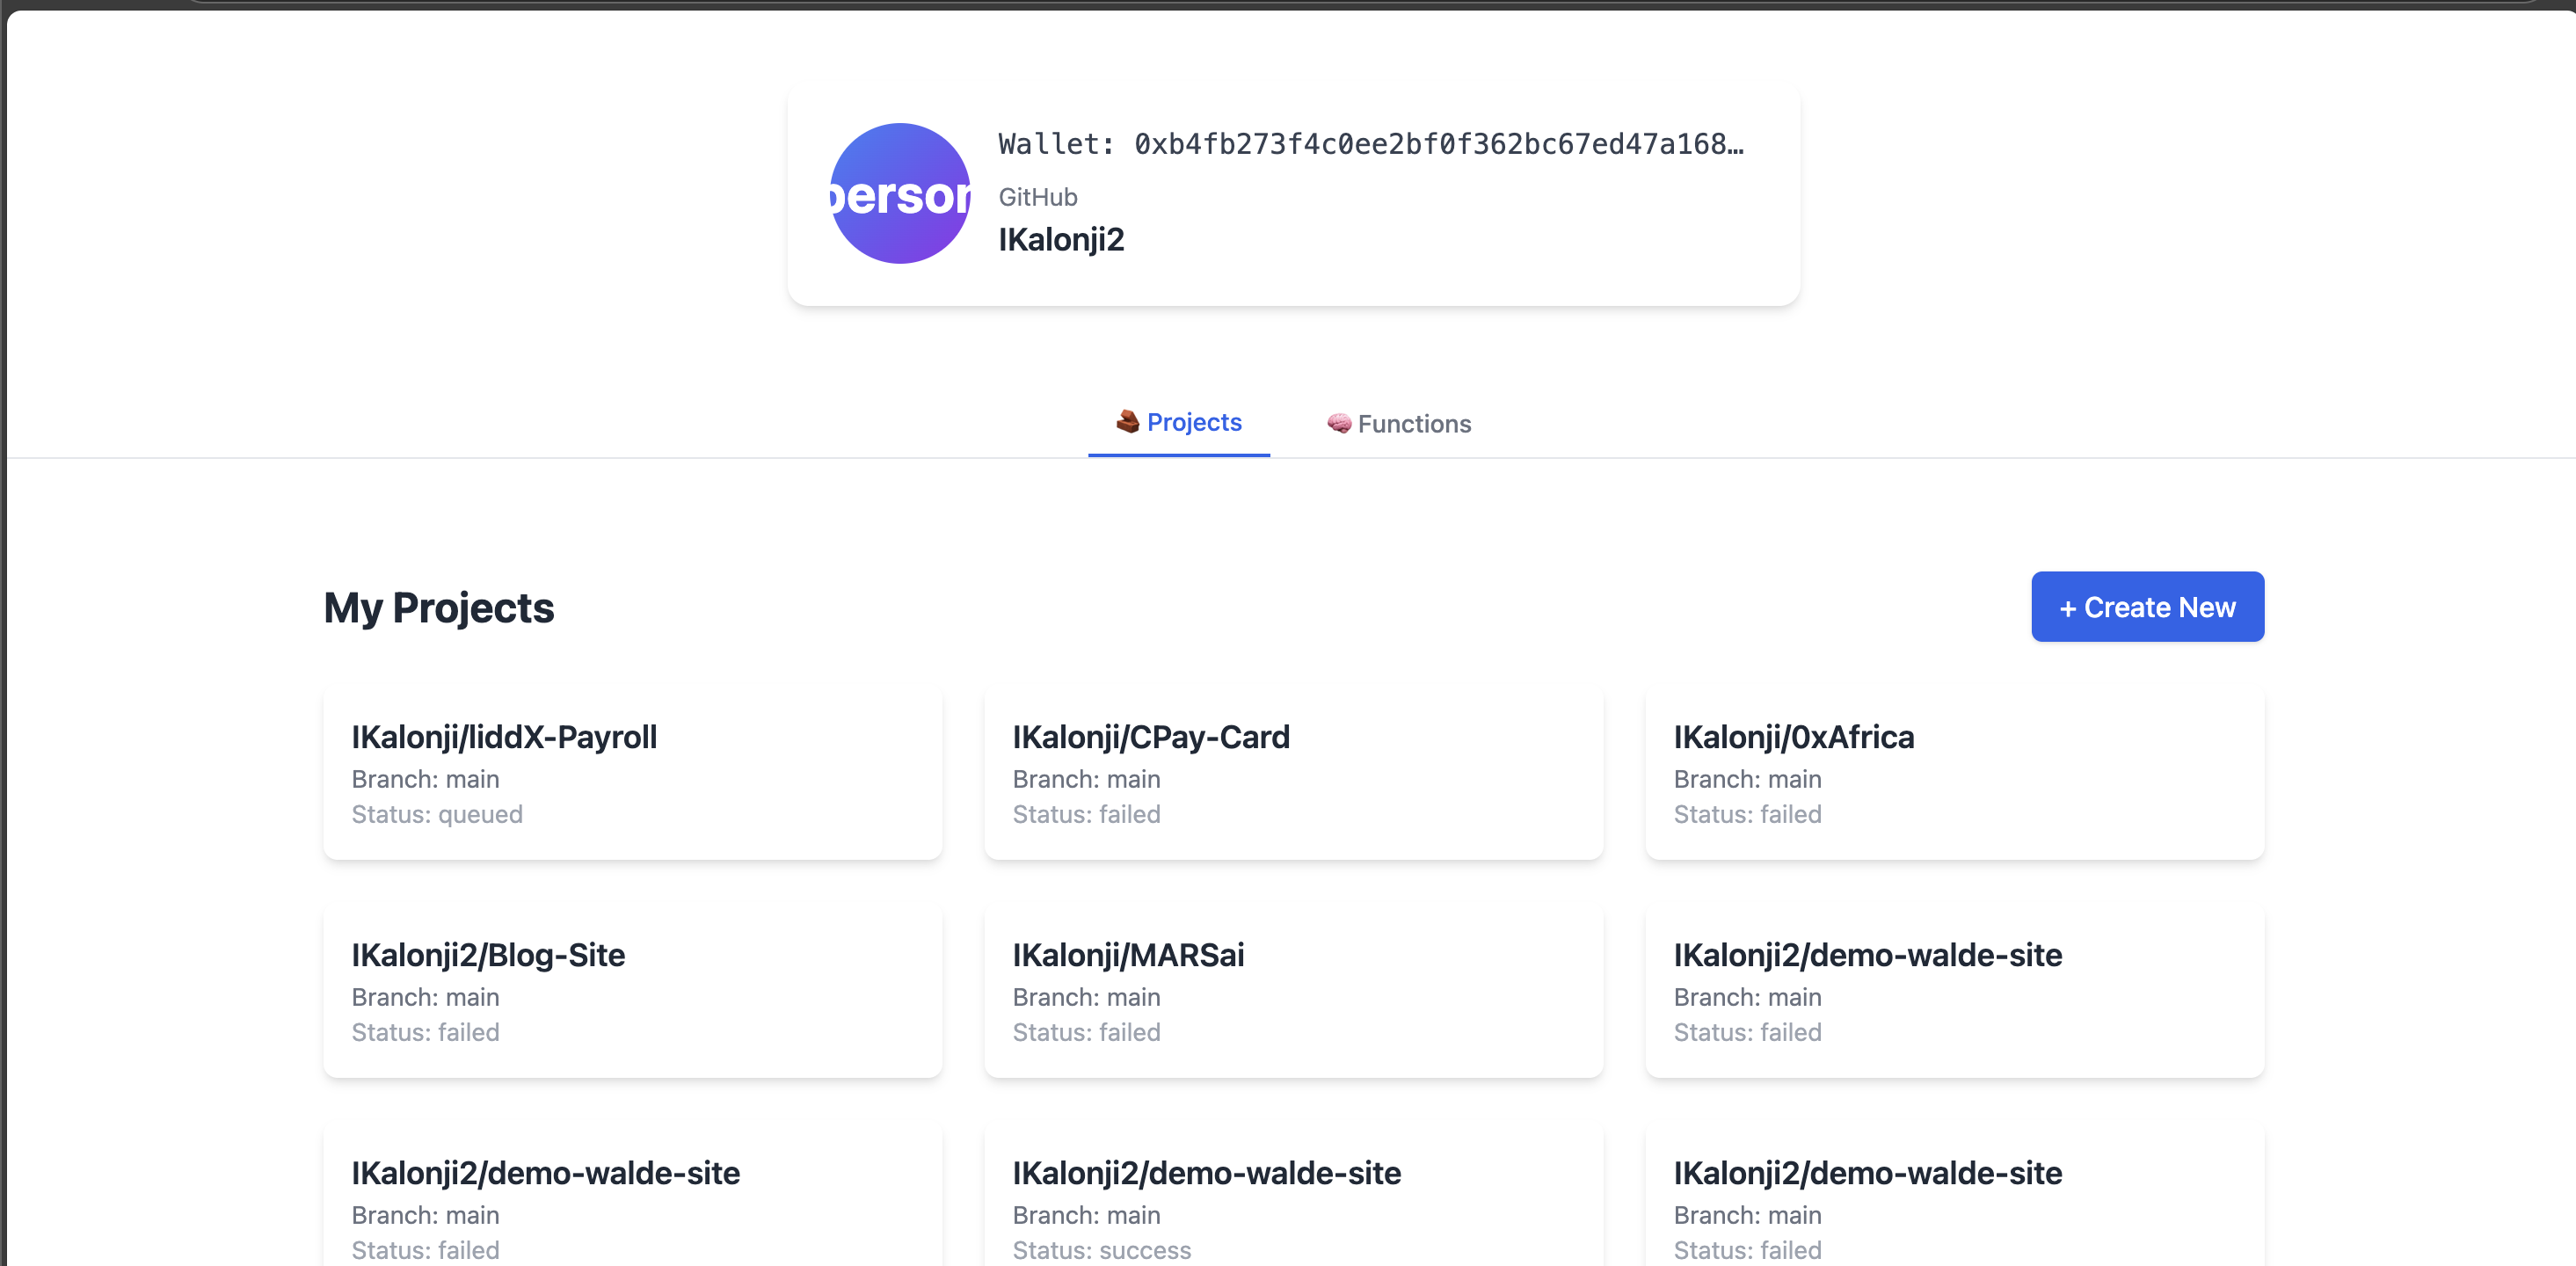 Wallet: 0xb4fb273f4c0ee2bf0f362bc67ed47a168…
person
GitHub
IKalonji2
Projects
Functions
My Projects
+ Create New
IKalonji/liddX-Payroll
Branch: main
Status: queued
IKalonji/CPay-Card
Branch: main
Status: failed
IKalonji/0xAfrica
Branch: main
Status: failed
IKalonji2/Blog-Site
Branch: main
Status: failed
IKalonji/MARSai
Branch: main
Status: failed
IKalonji2/demo-walde-site
Branch: main
Status: failed
IKalonji2/demo-walde-site
Branch: main
Status: failed
IKalonji2/demo-walde-site
Branch: main
Status: success
IKalonji2/demo-walde-site
Branch: main
Status: failed